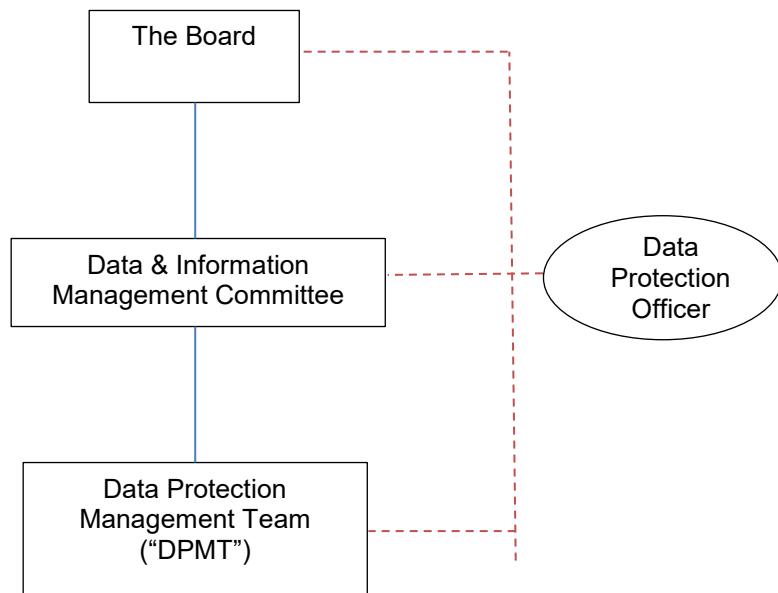 The Board
Data & Information
Management Committee
Data
Protection
Officer
Data Protection
Management Team
(“DPMT”)